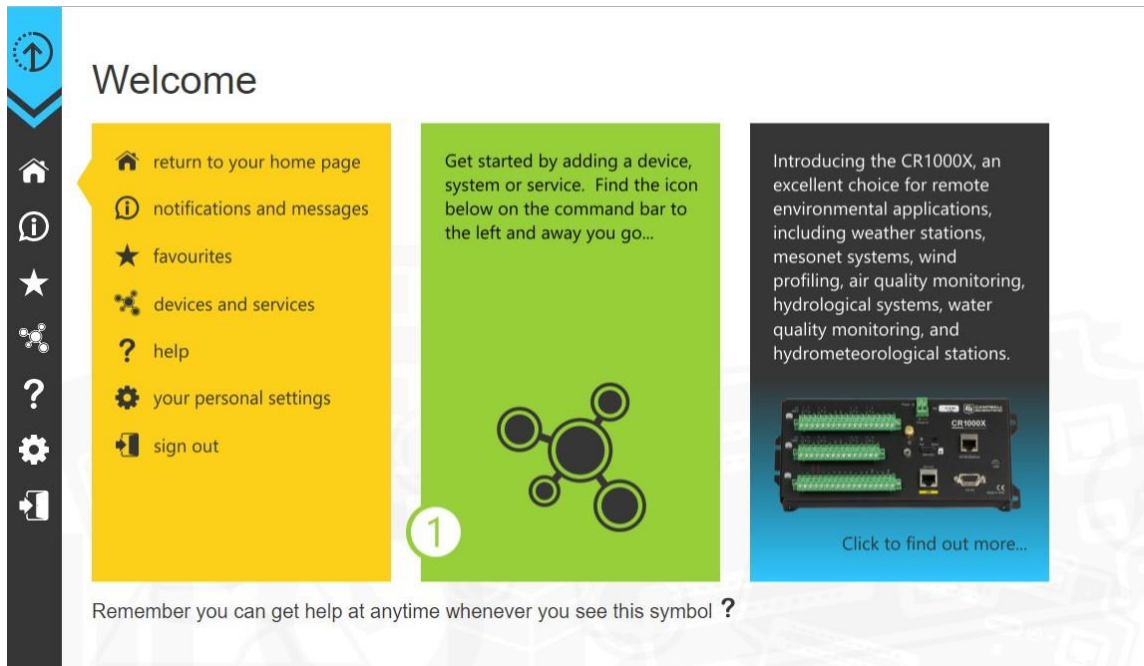 Welcome
return to your home page
notifications and messages
favourites
devices and services
? help
your personal settings
sign out
Get started by adding a device,
system or service. Find the icon
below on the command bar to
the left and away you go...
1
Introducing the CR1000X, an
excellent choice for remote
environmental applications,
including weather stations,
mesonet systems, wind
profiling, air quality monitoring,
hydrological systems, water
quality monitoring, and
hydrometeorological stations.
CAMPBELL
CR1000X
Click to find out more...
Remember you can get help at anytime whenever you see this symbol ?